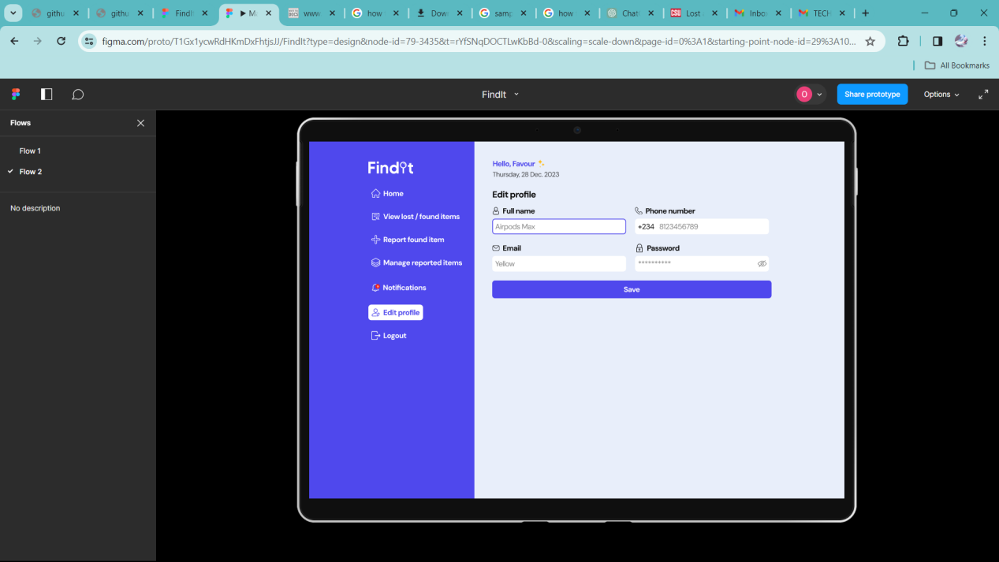 githu
githu
FindI
Ma
www
how
Dow
samp
how
Chat
CSU Lost
Inbo
TECH
figma.com/proto/T1Gx1ycwRdHKmDxFhtjsJJ/FindIt?type=design&node-id=79-3435&t=rYfSNqDOCTLwKbBd-0&scaling=scale-down&page-id=0%3A1&starting-point-node-id=29%3A10...
All Bookmarks
FindIt
O
Share prototype
Options
Flows
Flow 1
Flow 2
No description
FindIt
Home
View lost / found items
Report found item
Manage reported items
Notifications
Edit profile
Logout
Hello, Favour
Thursday, 28 Dec. 2023
Edit profile
Full name
Phone number
Airpods Max
+234 8123456789
Email
Password
Yellow
**********
Save